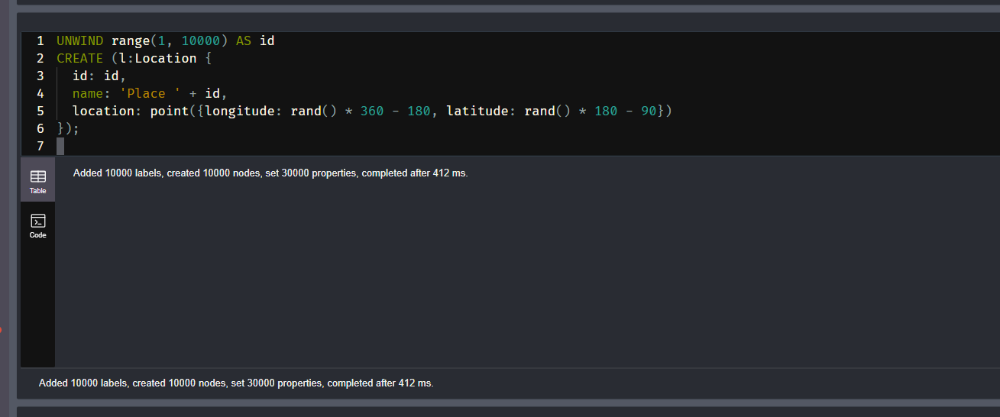 1 UNWIND range(1, 10000) AS id
2 CREATE (l:Location {
3   id: id,
4   name: 'Place ' + id,
5   location: point({longitude: rand() * 360 - 180, latitude: rand() * 180 - 90})
6 });
7
Added 10000 labels, created 10000 nodes, set 30000 properties, completed after 412 ms.
Table
Code
Added 10000 labels, created 10000 nodes, set 30000 properties, completed after 412 ms.